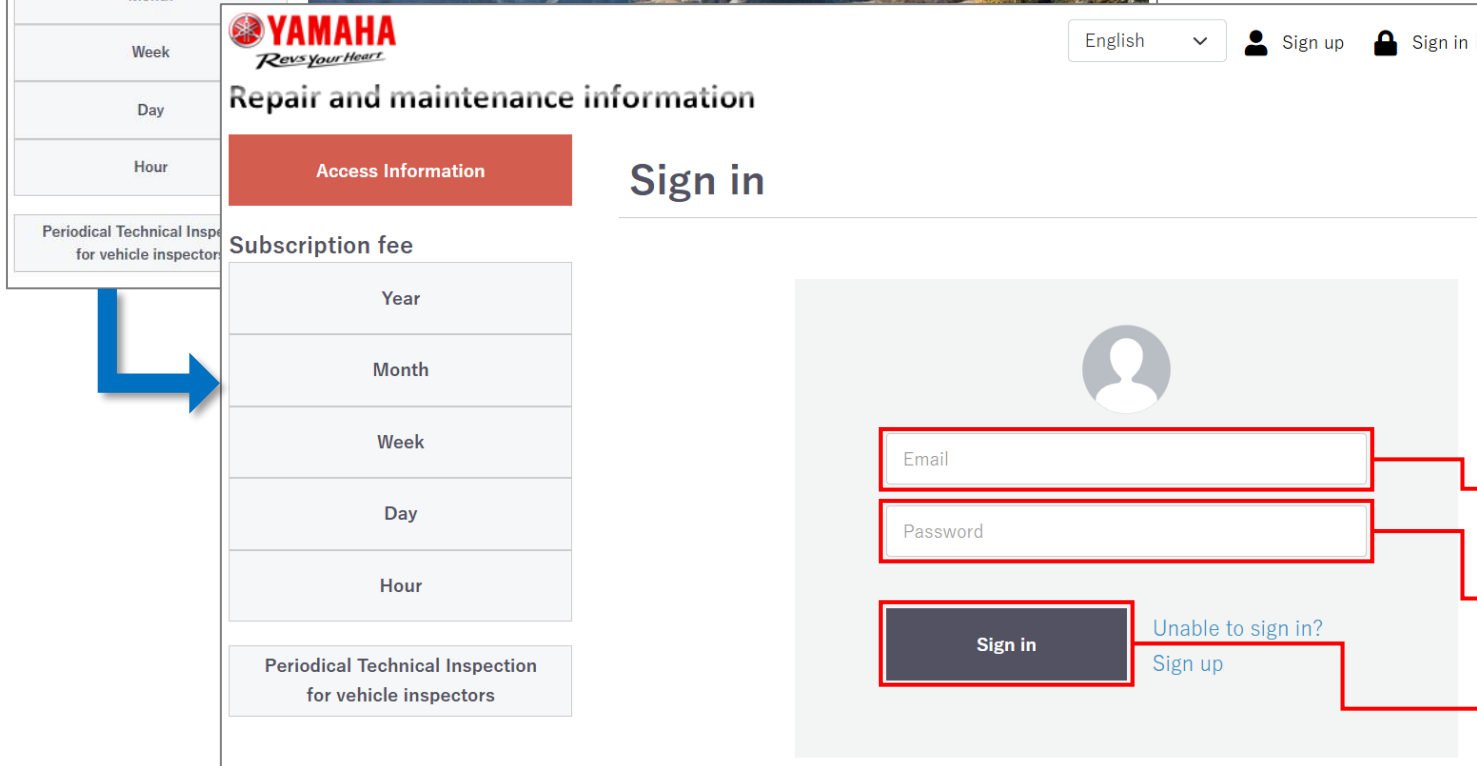 Week
Day
Hour
Periodical Technical
for vehicle
YAMAHA
Revs Your Heart
English
Sign up
Sign in
Repair and maintenance information
Access Information
Sign in
Subscription fee
Year
Month
Week
Day
Hour
Periodical Technical Inspection
for vehicle inspectors
Email
Password
Sign in
Unable to sign in?
Sign up